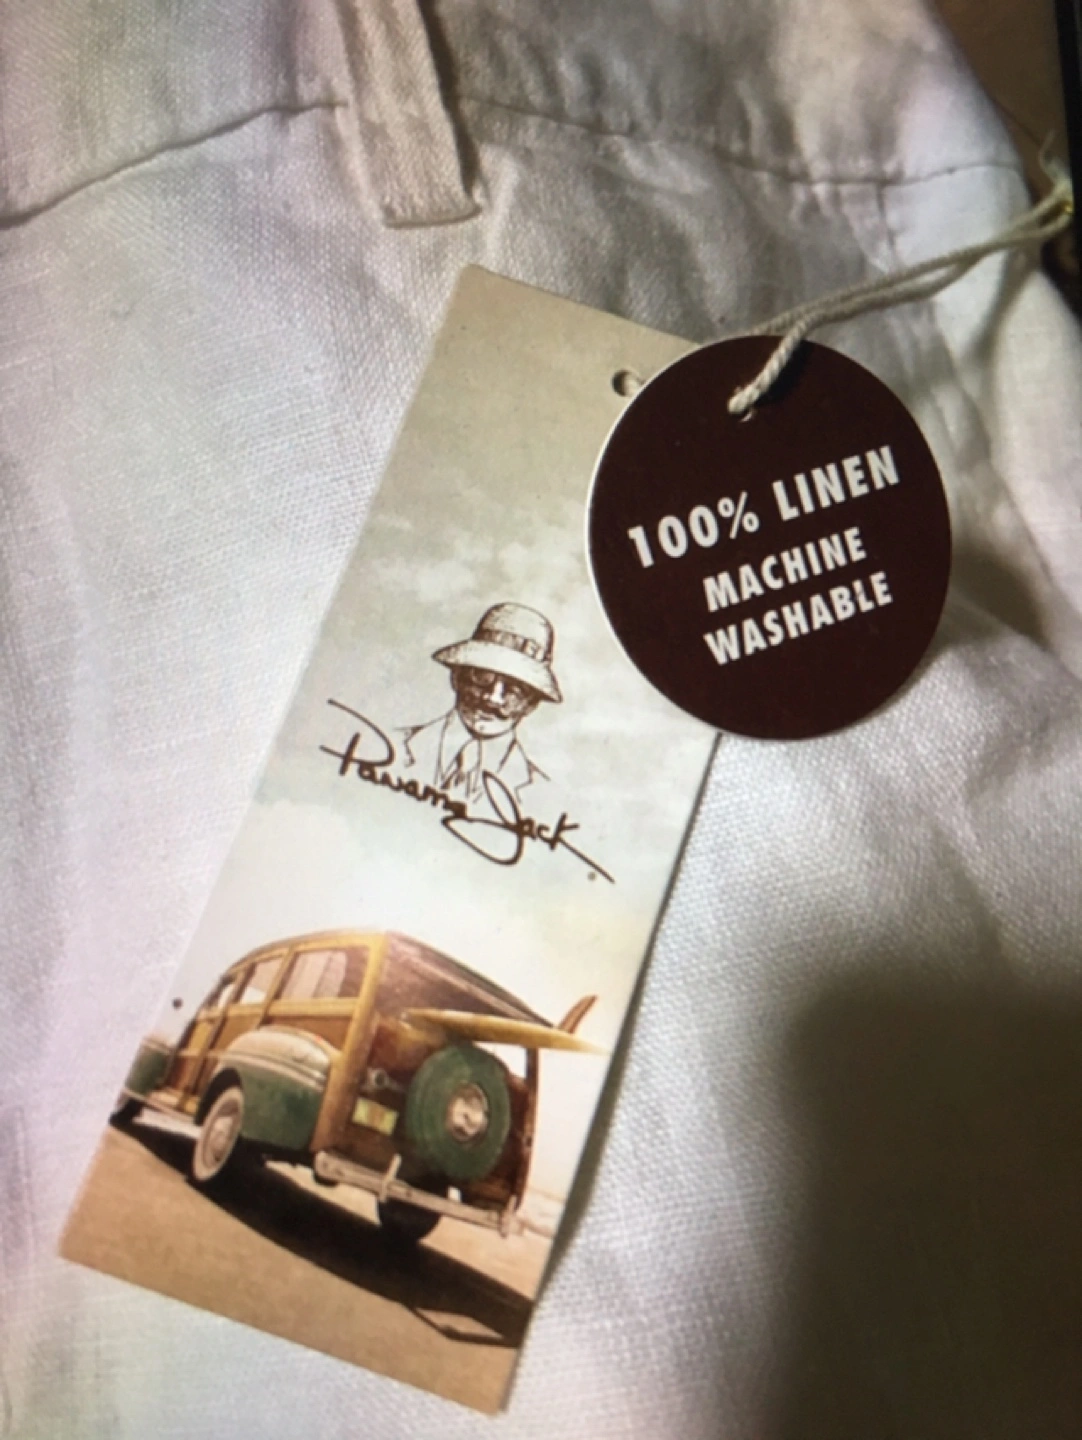 100% LINEN
MACHINE
WASHABLE
Panama Jack